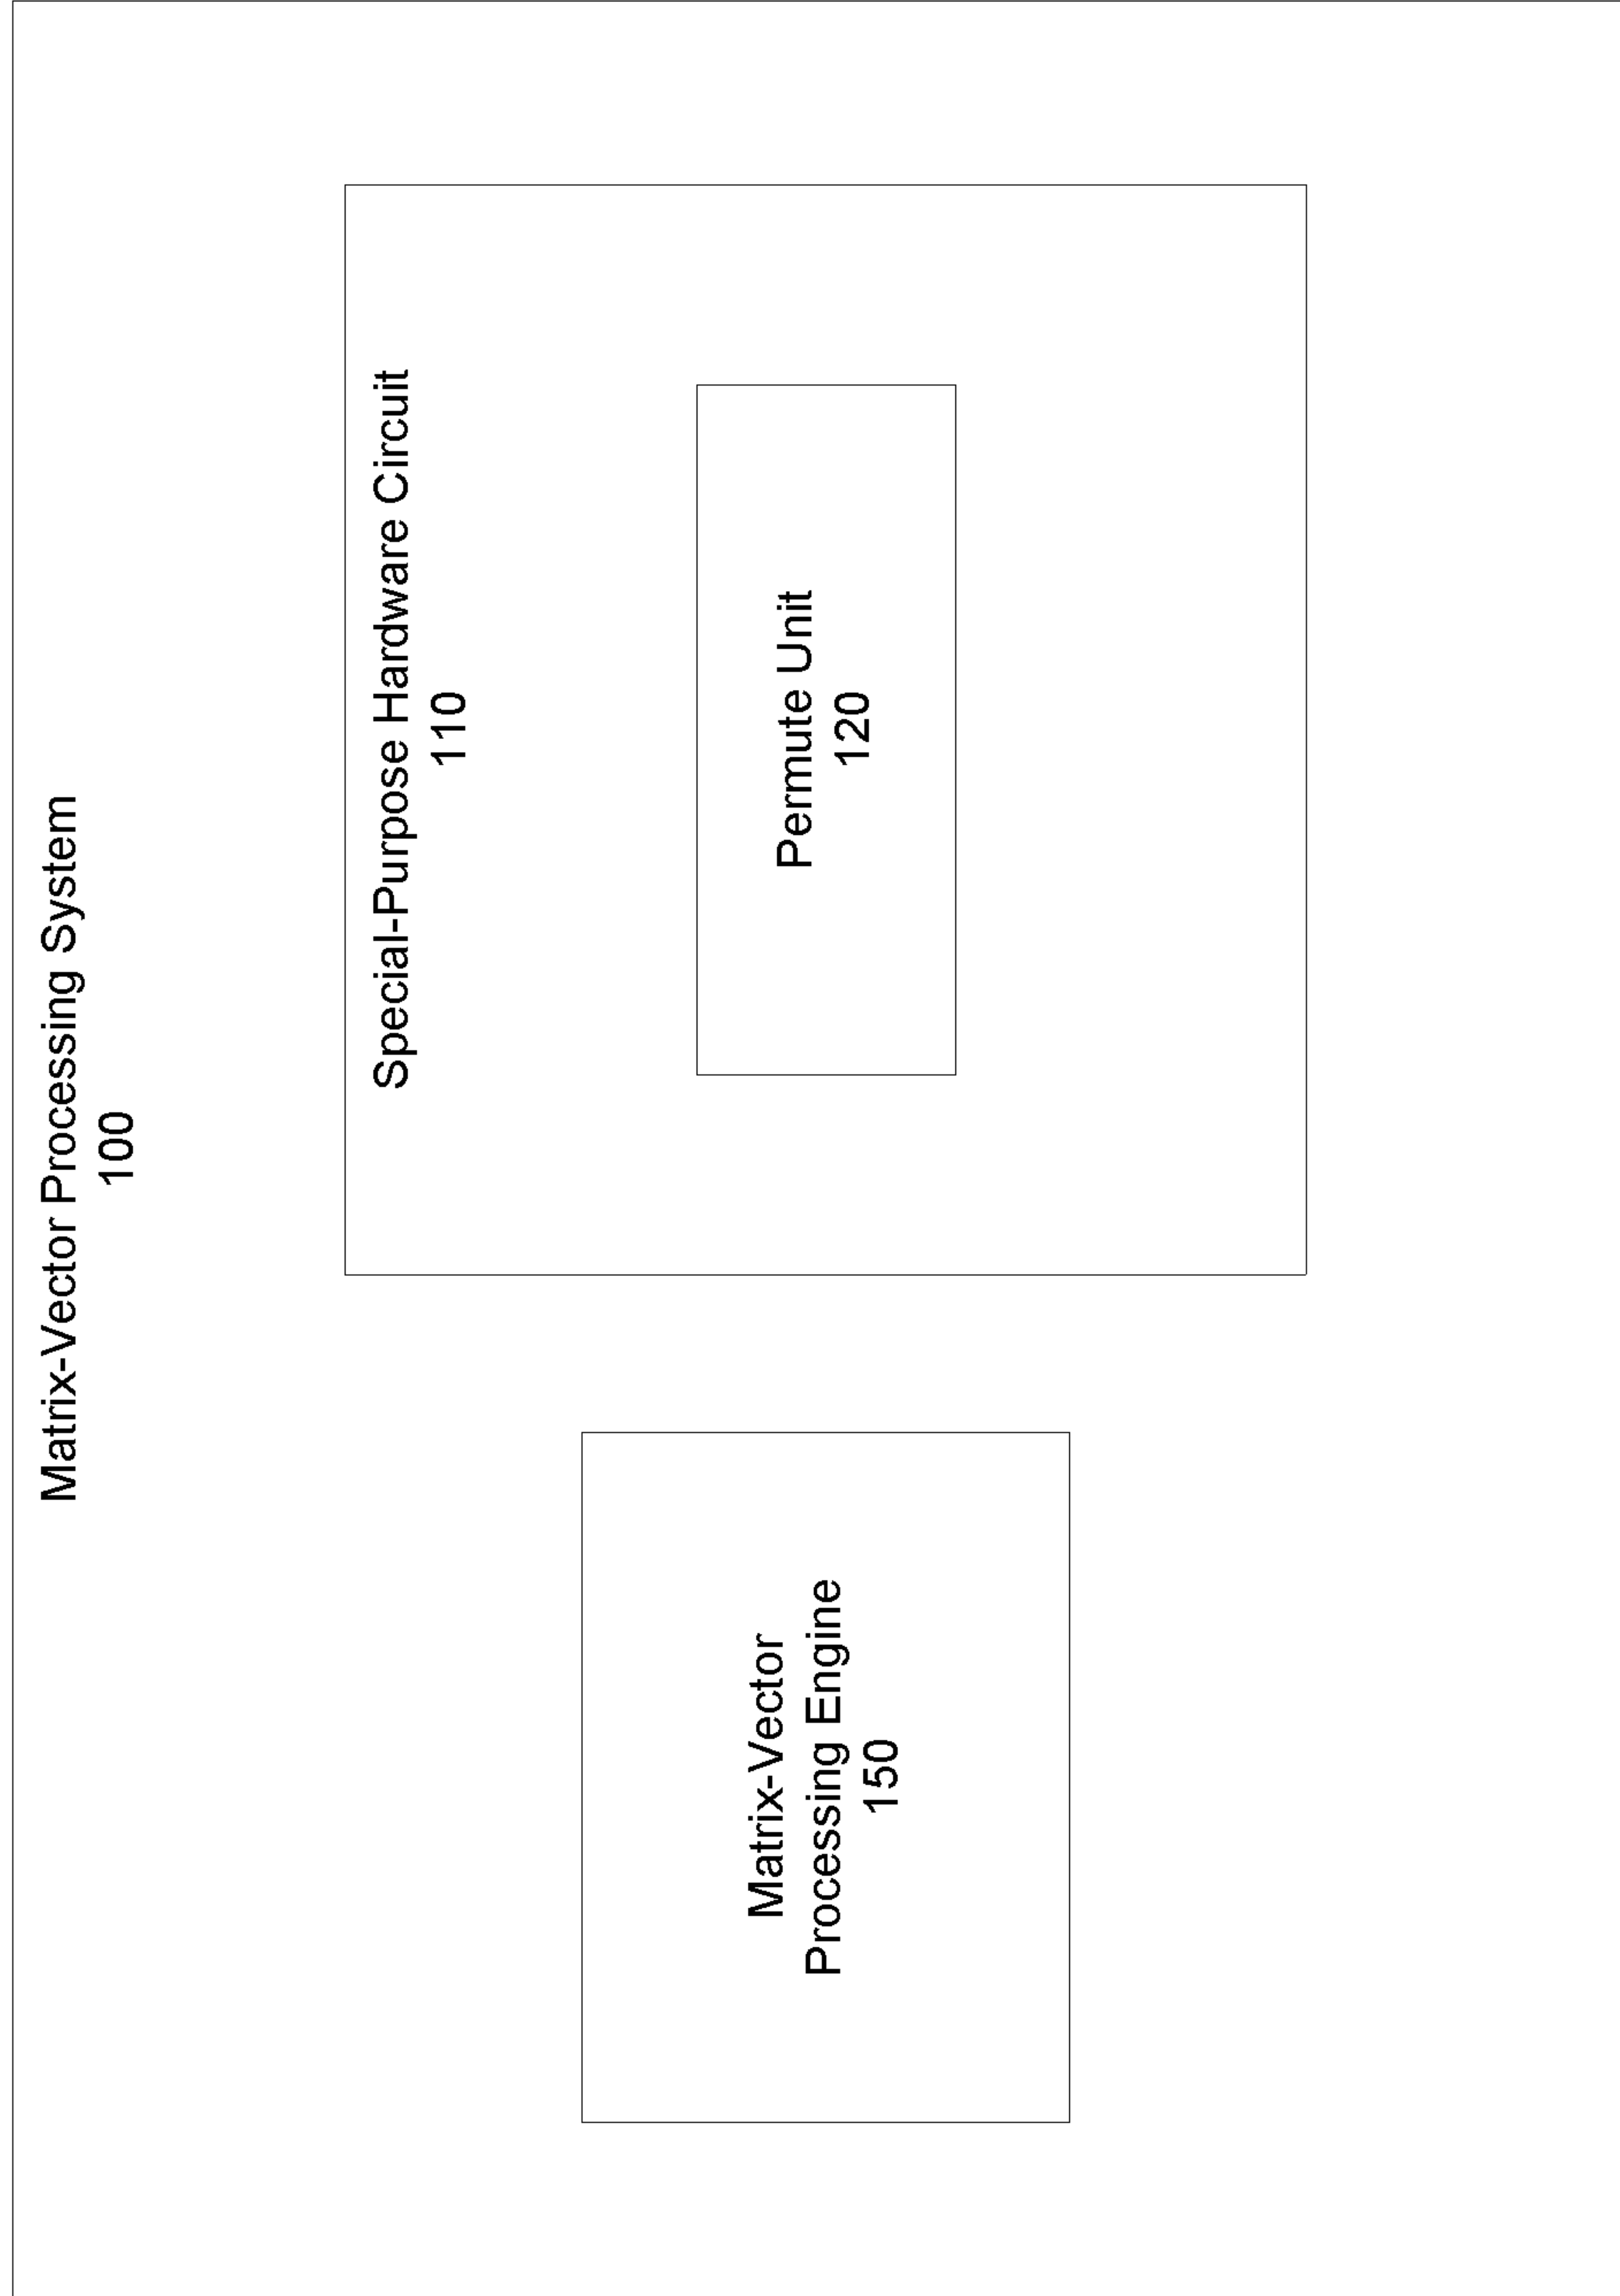 Matrix-Vector Processing System
100
Matrix-Vector
Processing Engine
150
Special-Purpose Hardware Circuit
110
Permute Unit
120